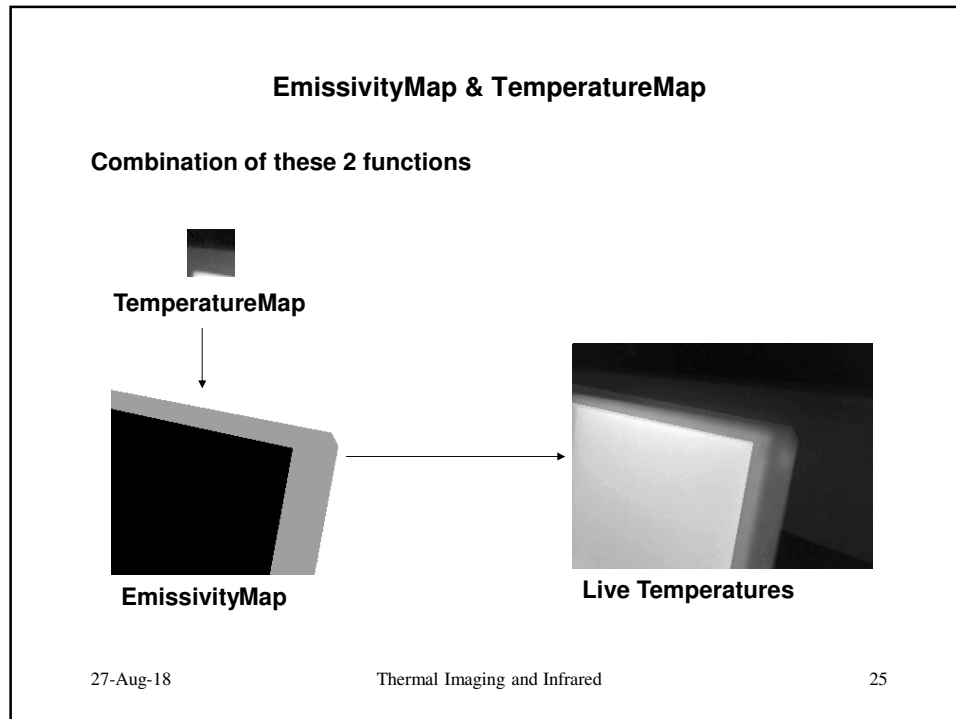 EmissivityMap & TemperatureMap
Combination of these 2 functions
TemperatureMap
EmissivityMap
Live Temperatures
27-Aug-18
Thermal Imaging and Infrared
25